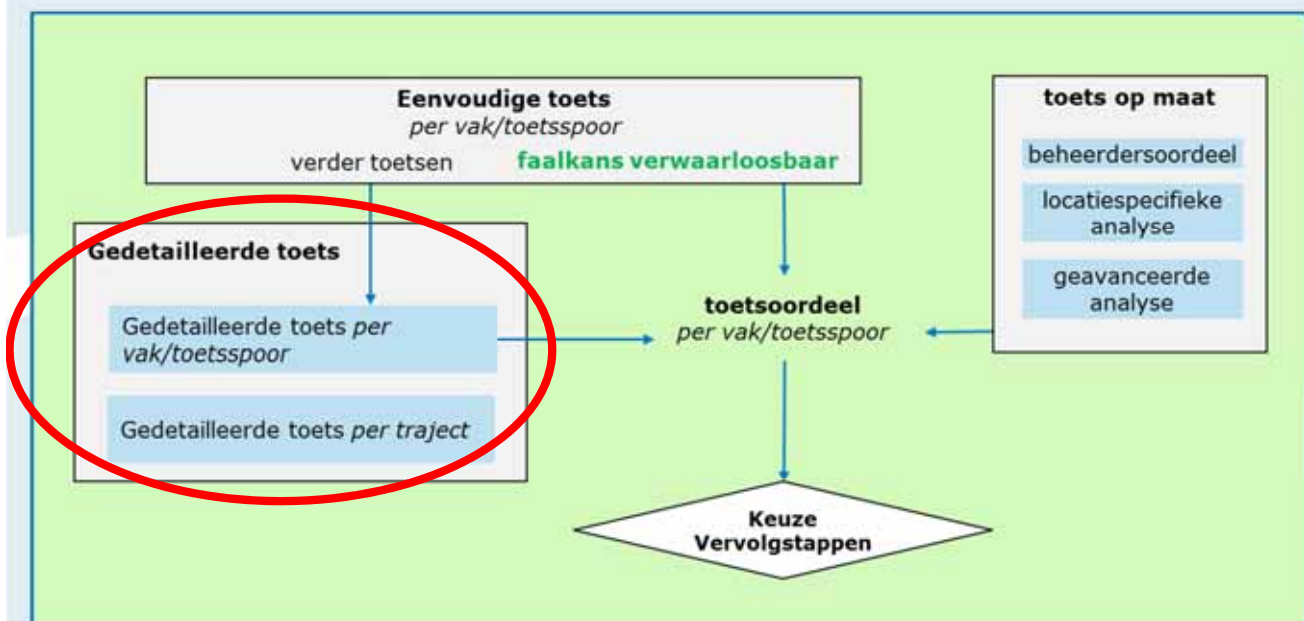 Eenvoudige toets
per vak/toetsspoor
verder toetsen
faalkans verwaarloosbaar
toets op maat
beheerdersoordeel
locatiespecifieke
analyse
geavanceerde
analyse
Gedetailleerde toets
Gedetailleerde toets per
vak/toetsspoor
Gedetailleerde toets per traject
toetsoordeel
per vak/toetsspoor
Keuze
Vervolgstappen